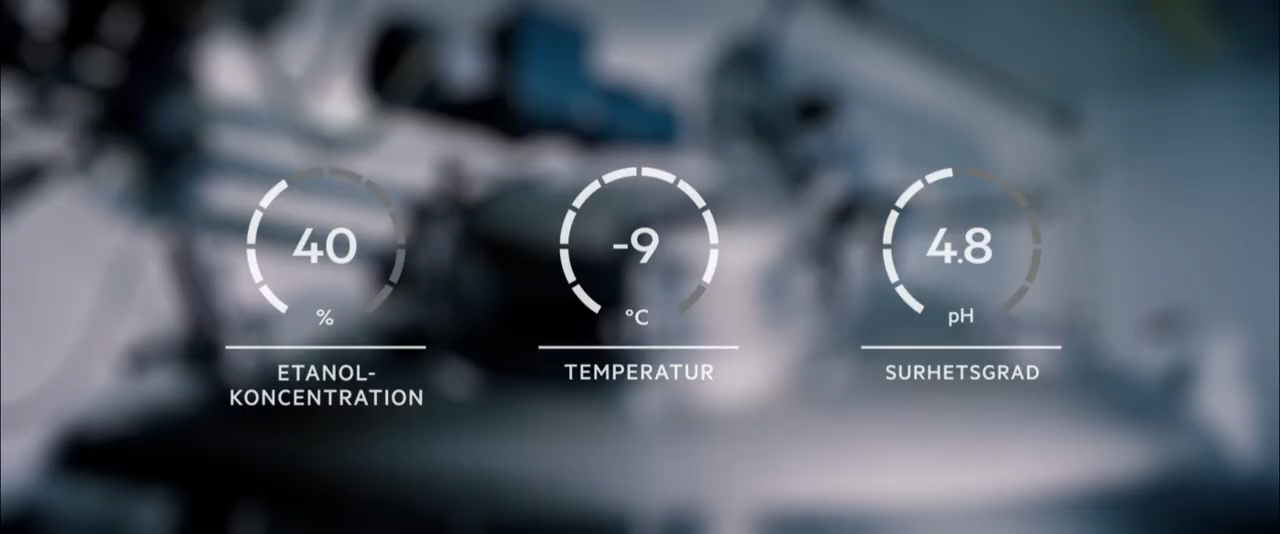 40
%
ETANOL-
KONCENTRATION
-9
°C
TEMPERATUR
4.8
pH
SURHETSGRAD